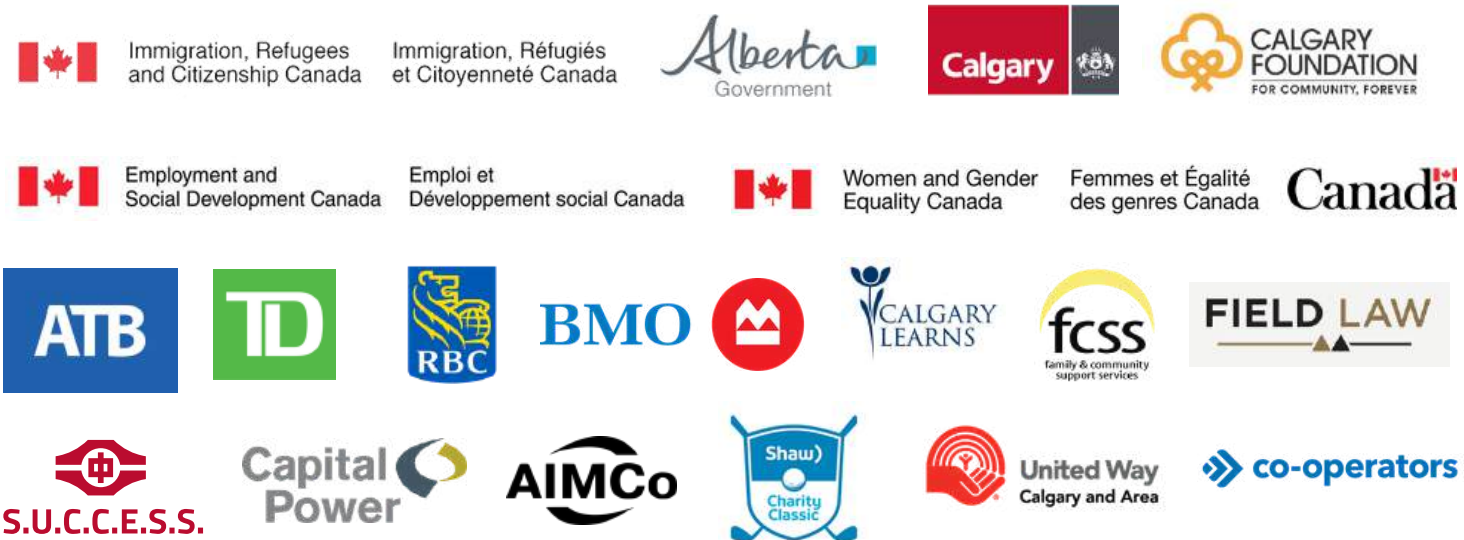 Immigration, Refugees
and Citizenship Canada
Immigration, Réfugiés
et Citoyenneté Canada
Alberta
Government
Calgary
CALGARY
FOUNDATION
FOR COMMUNITY, FOREVER
Employment and
Social Development Canada
Emploi et
Développement social Canada
Women and Gender
Equality Canada
Femmes et Égalité
des genres Canada
Canada
ATB
TD
RBC
BMO
CALGARY
LEARNS
fcss
family & community
support services
FIELD LAW
中
S.U.C.C.E.S.S.
Capital
Power
AIMCo
Shaw)
Charity
Classic
United Way
Calgary and Area
co-operators